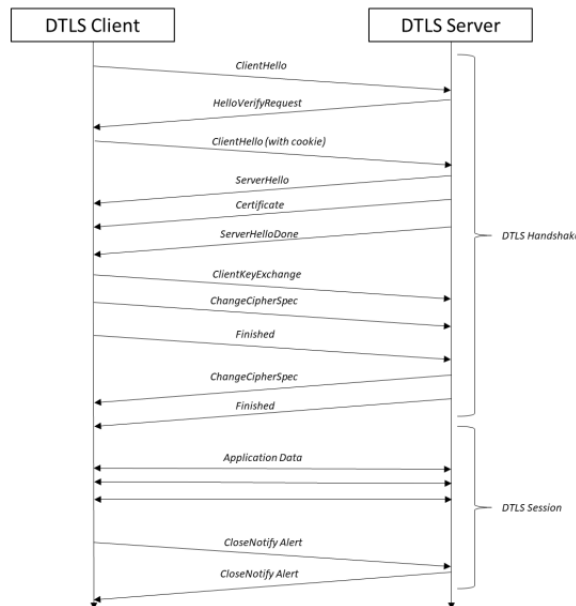 DTLS Client
DTLS Server
ClientHello
HelloVerifyRequest
ClientHello (with cookie)
ServerHello
Certificate
ServerHelloDone
DTLS Handshake
ClientKeyExchange
ChangeCipherSpec
Finished
ChangeCipherSpec
Finished
Application Data
DTLS Session
CloseNotify Alert
CloseNotify Alert